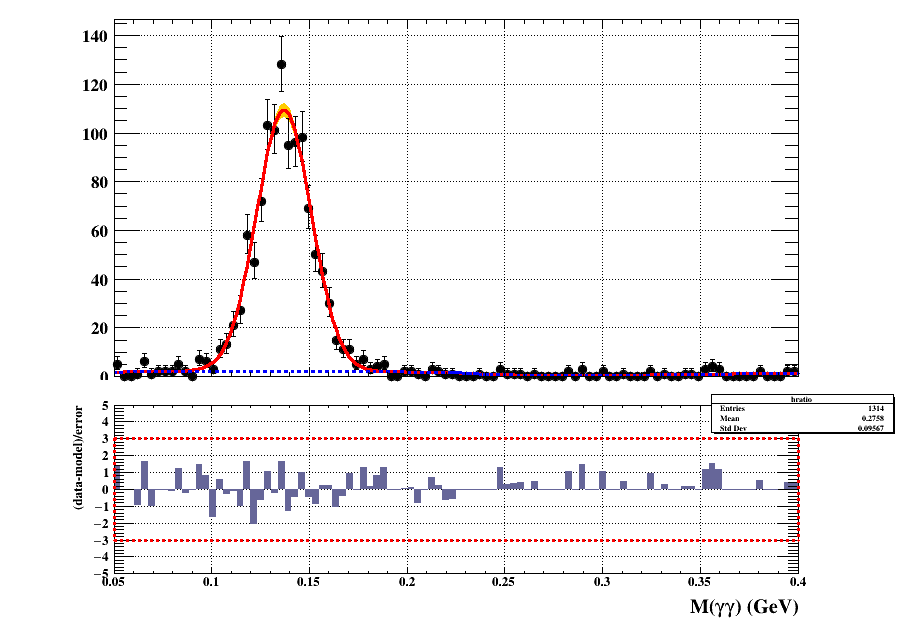 140
120
100
80
60
40
20
0
(data-model)/error
5
4
3
2
1
0
−1
−2
−3
−4
−5
hratio
Entries 1314
Mean 0.2758
Std Dev 0.09567
0.05 0.1 0.15 0.2 0.25 0.3 0.35 0.4
M(γγ) (GeV)